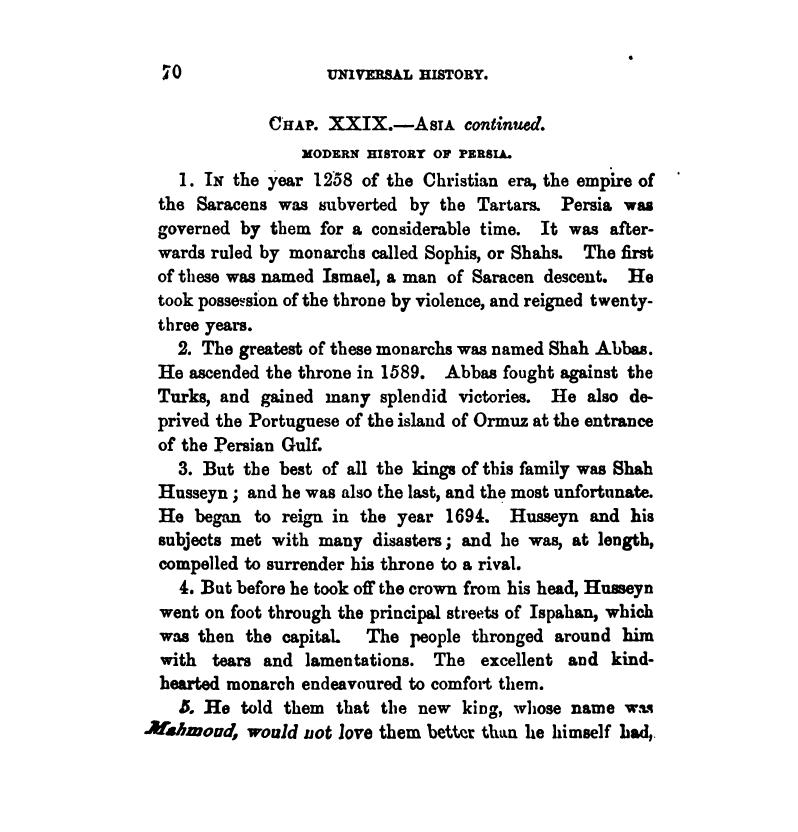 70 UNIVERSAL HISTORY.
CHAP. XXIX.—ASIA continued.
MODERN HISTORY OF PERSIA.
1. IN the year 1258 of the Christian era, the empire of
the Saracens was subverted by the Tartars. Persia was
governed by them for a considerable time. It was after-
wards ruled by monarchs called Sophis, or Shahs. The first
of these was named Ismael, a man of Saracen descent. He
took possession of the throne by violence, and reigned twenty-
three years.
2. The greatest of these monarchs was named Shah Abbas.
He ascended the throne in 1589. Abbas fought against the
Turks, and gained many splendid victories. He also de-
prived the Portuguese of the island of Ormuz at the entrance
of the Persian Gulf.
3. But the best of all the kings of this family was Shah
Husseyn; and he was also the last, and the most unfortunate.
He began to reign in the year 1694. Husseyn and his
subjects met with many disasters; and he was, at length,
compelled to surrender his throne to a rival.
4. But before he took off the crown from his head, Husseyn
went on foot through the principal streets of Ispahan, which
was then the capital. The people thronged around him
with tears and lamentations. The excellent and kind-
hearted monarch endeavoured to comfort them.
5. He told them that the new king, whose name was
Mahmoud, would not love them better than he himself had,